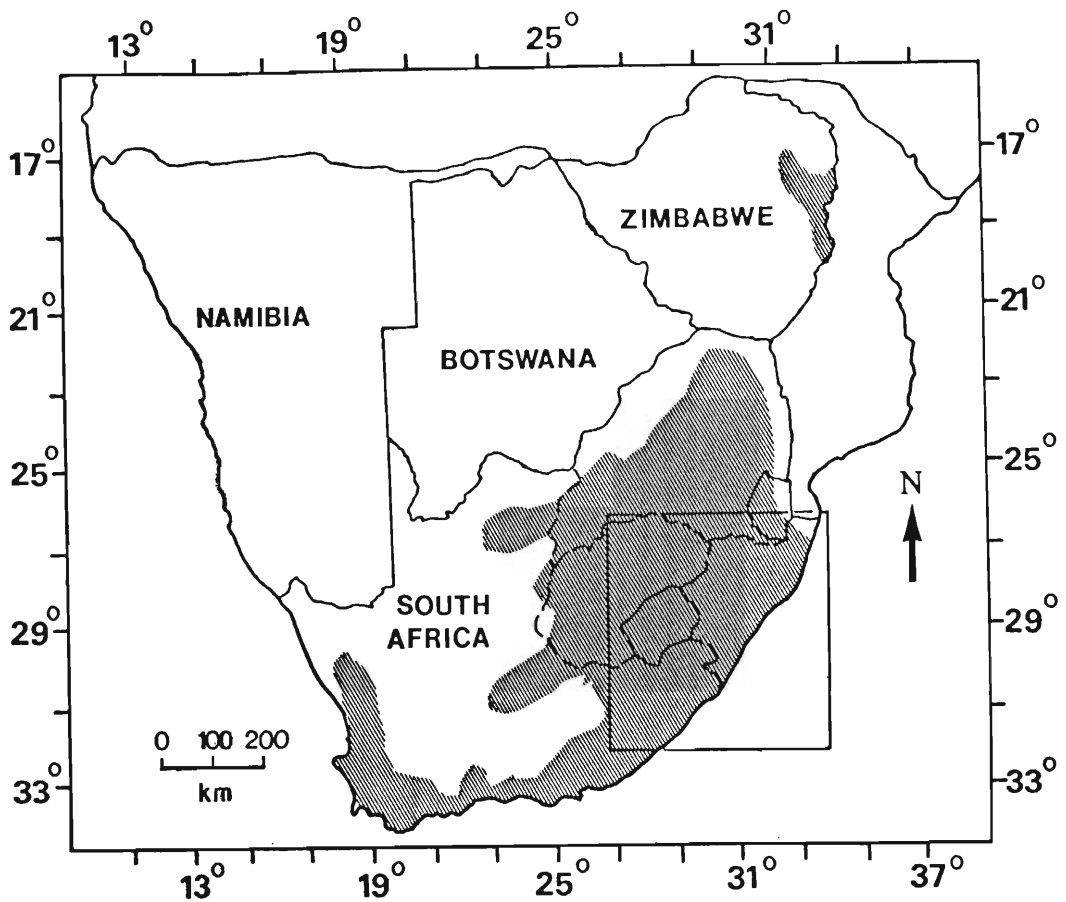 13° 19° 25° 31°
17° 17°
ZIMBABWE
NAMIBIA
21° 21°
BOTSWANA
25° 25°
N
SOUTH
AFRICA
29° 29°
0 100 200
km
33° 33°
13° 19° 25° 31° 37°